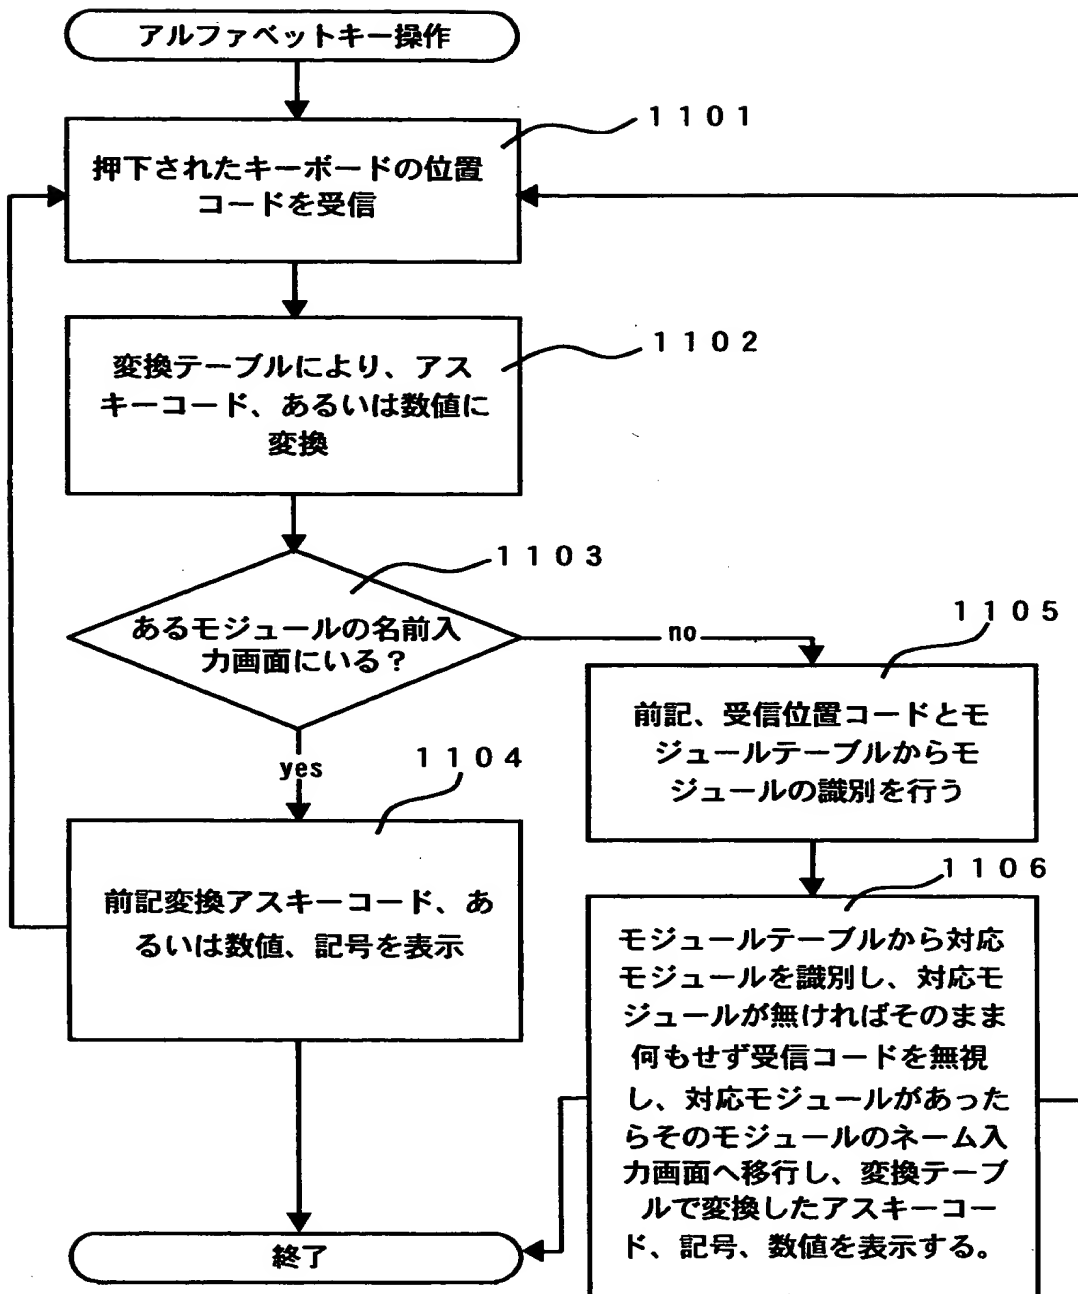 アルファベットキー操作
1101
押下されたキーボードの位置
コードを受信
1102
変換テーブルにより、アス
キーコード、あるいは数値に
変換
1103
あるモジュールの名前入
力画面にいる？
no
yes
1104
前記変換アスキーコード、あ
るいは数値、記号を表示
1105
前記、受信位置コードとモ
ジュールテーブルからモ
ジュールの識別を行う
1106
モジュールテーブルから対応
モジュールを識別し、対応モ
ジュールが無ければそのまま
何もせず受信コードを無視
し、対応モジュールがあった
らそのモジュールのネーム入
力画面へ移行し、変換テーブ
ルで変換したアスキーコー
ド、記号、数値を表示する。
終了